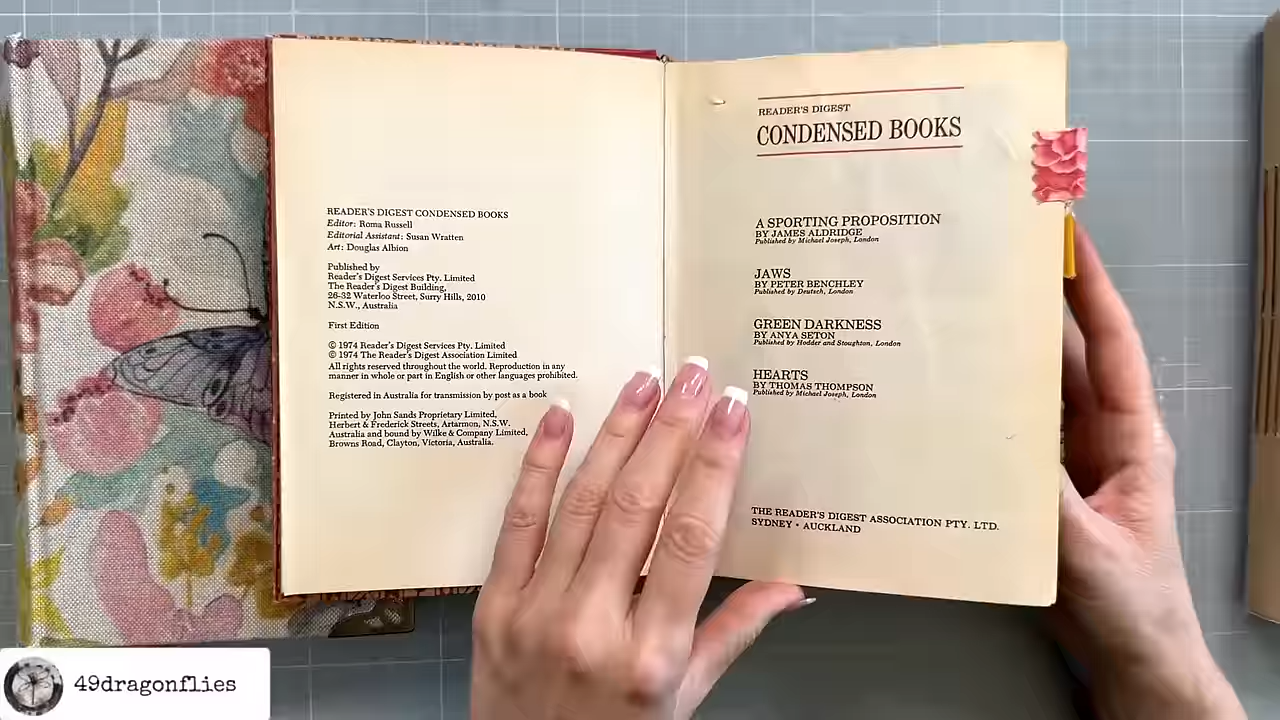 READER'S DIGEST CONDENSED BOOKS
Editor: Roma Russell
Editorial Assistant: Susan Wratten
Art: Douglas Albion
Published by
Reader's Digest Services Pty. Limited
The Reader's Digest Building,
26-32 Waterloo Street, Surry Hills, 2010
N.S.W., Australia
First Edition
© 1974 Reader's Digest Services Pty. Limited
© 1974 The Reader's Digest Association Limited
All rights reserved throughout the world. Reproduction in any
manner in whole or part in English or other languages prohibited.
Registered in Australia for transmission by post as a book
Printed by John Sands Proprietary Limited,
Herbert & Frederick Streets, Artarmon, N.S.W.
Australia and bound by Wilke & Company Limited,
Browns Road, Clayton, Victoria, Australia.
READER'S DIGEST
CONDENSED BOOKS
A SPORTING PROPOSITION
BY JAMES ALDRIDGE
Published by Michael Joseph, London
JAWS
BY PETER BENCHLEY
Published by Deutsch, London
GREEN DARKNESS
BY ANYA SETON
Published by Hodder and Stoughton, London
HEARTS
BY THOMAS THOMPSON
Published by Michael Joseph, London
THE READER'S DIGEST ASSOCIATION PTY. LTD.
SYDNEY • AUCKLAND
49dragonflies